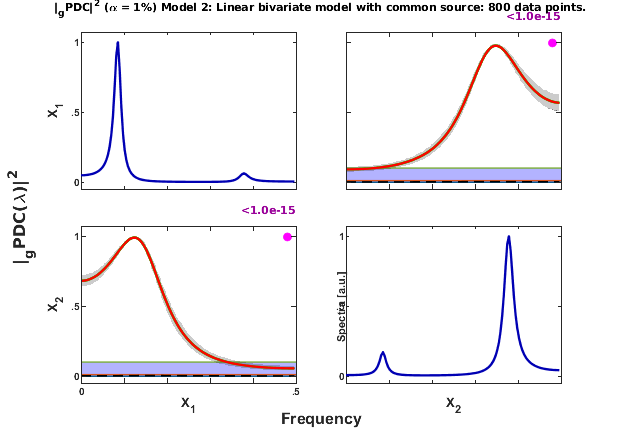 |gPDC|² (α = 1%) Model 2: Linear bivariate model with common source: 800 data points.
<1.0e-15
1
.5
0
X₁
<1.0e-15
1
.5
0
X₂
1
0
Spectra [a.u.]
|gPDC(λ)|²
0
.5
X₁
X₂
Frequency